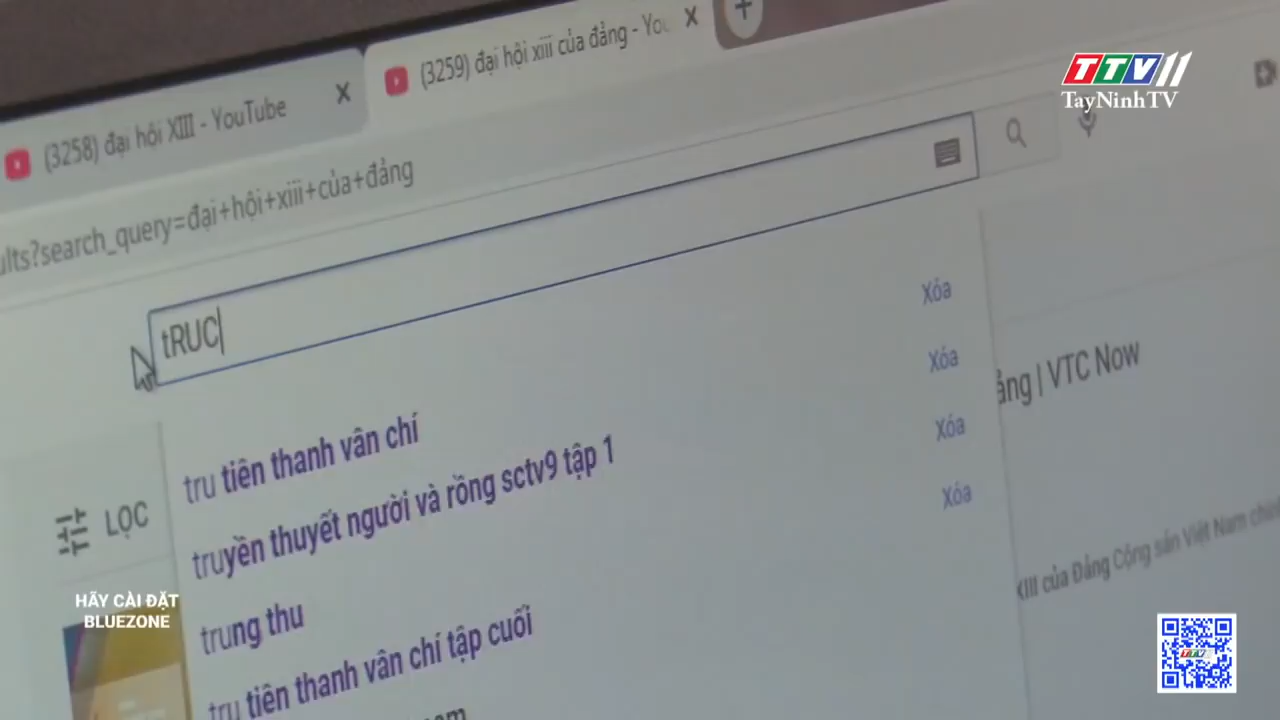 (3258) đại hội XIII - YouTube
(3259) đại hội xiii của đảng - You
TTV11
TayNinhTV
ults?search_query=đại+hội+xiii+của+đảng
tRUC
tru tiên thanh vân chí Xóa
truyền thuyết người và rồng sctv9 tập 1 Xóa
trung thu Xóa
tru tiên thanh vân chí tập cuối Xóa
LỌC
ảng | VTC Now
XIII của Đảng Cộng sản Việt Nam chính
HÃY CÀI ĐẶT
BLUEZONE
TTV